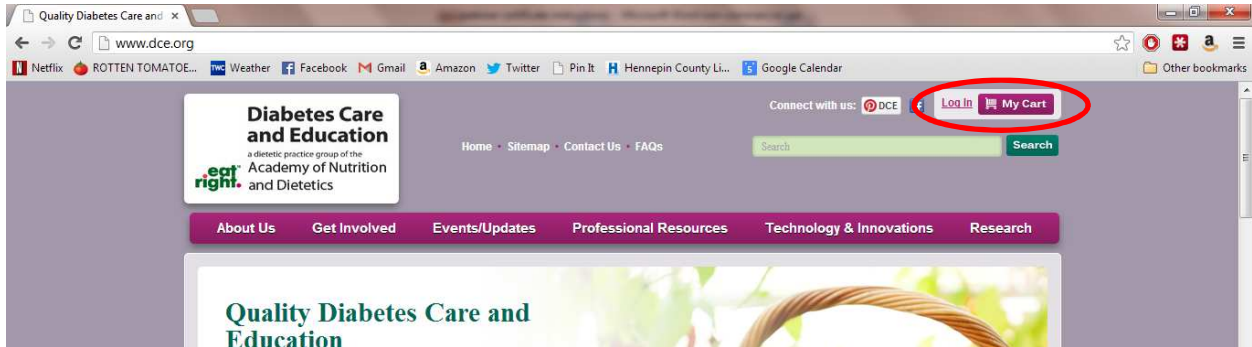 Quality Diabetes Care and
www.dce.org
Netflix ROTTEN TOMATOE... TWC Weather Facebook Gmail Amazon Twitter Pin It Hennepin County Li... Google Calendar Other bookmarks
Diabetes Care
and Education
a dietetic practice group of the
Academy of Nutrition
and Dietetics
eat
right.
Connect with us: DCE Log In My Cart
Home • Sitemap • Contact Us • FAQs Search Search
About Us Get Involved Events/Updates Professional Resources Technology & Innovations Research
Quality Diabetes Care and
Education